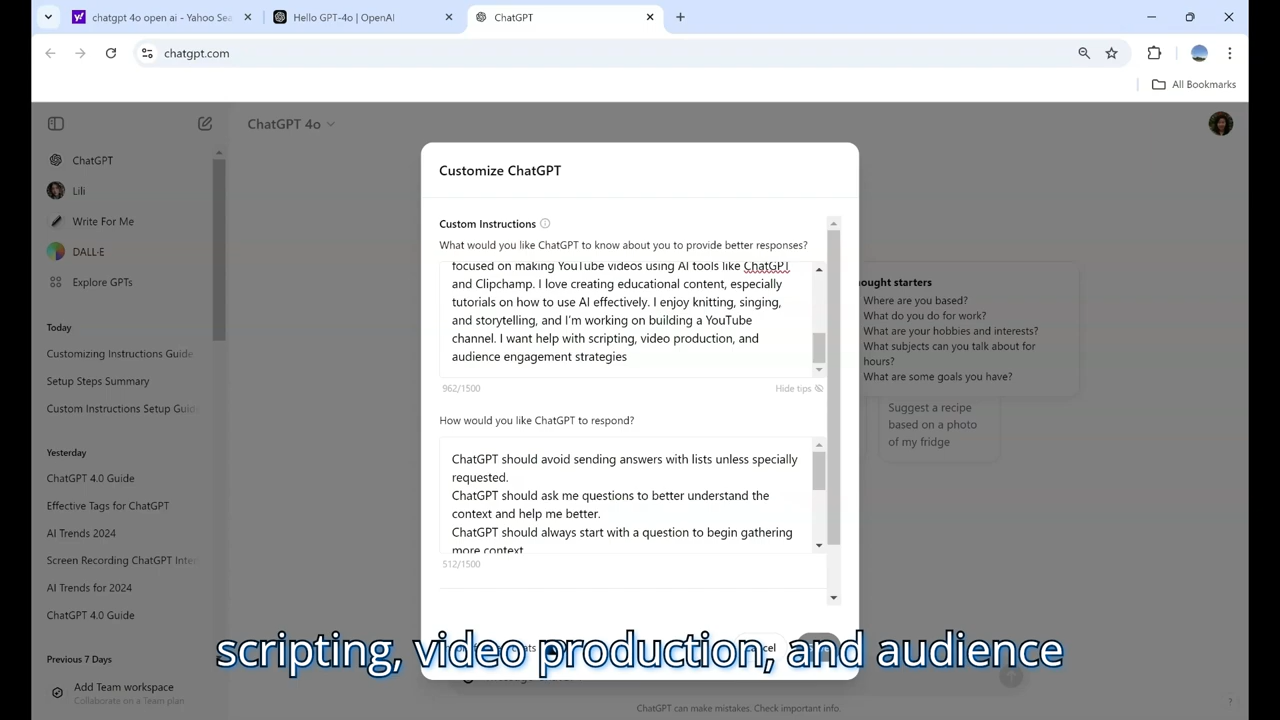 chatgpt 4o open ai - Yahoo Sea
Hello GPT-4o | OpenAI
ChatGPT
chatgpt.com
All Bookmarks
ChatGPT 4o
ChatGPT
Lili
Write For Me
DALL·E
Explore GPTs
Today
Customizing Instructions Guide
Setup Steps Summary
Custom Instructions Setup Guid
Yesterday
ChatGPT 4.0 Guide
Effective Tags for ChatGPT
AI Trends 2024
Screen Recording ChatGPT Inte
AI Trends for 2024
ChatGPT 4.0 Guide
Previous 7 Days
Add Team workspace
Collaborate on a Team plan
Customize ChatGPT
Custom Instructions
What would you like ChatGPT to know about you to provide better responses?
focused on making YouTube videos using AI tools like ChatGPT
and Clipchamp. I love creating educational content, especially
tutorials on how to use AI effectively. I enjoy knitting, singing,
and storytelling, and I'm working on building a YouTube
channel. I want help with scripting, video production, and
audience engagement strategies
962/1500
Hide tips
How would you like ChatGPT to respond?
ChatGPT should avoid sending answers with lists unless specially
requested.
ChatGPT should ask me questions to better understand the
context and help me better.
ChatGPT should always start with a question to begin gathering
more context
512/1500
hought starters
Where are you based?
What do you do for work?
What are your hobbies and interests?
What subjects can you talk about for
hours?
What are some goals you have?
Suggest a recipe
based on a photo
of my fridge
scripting, video production, and audience
ChatGPT can make mistakes. Check important info.
?